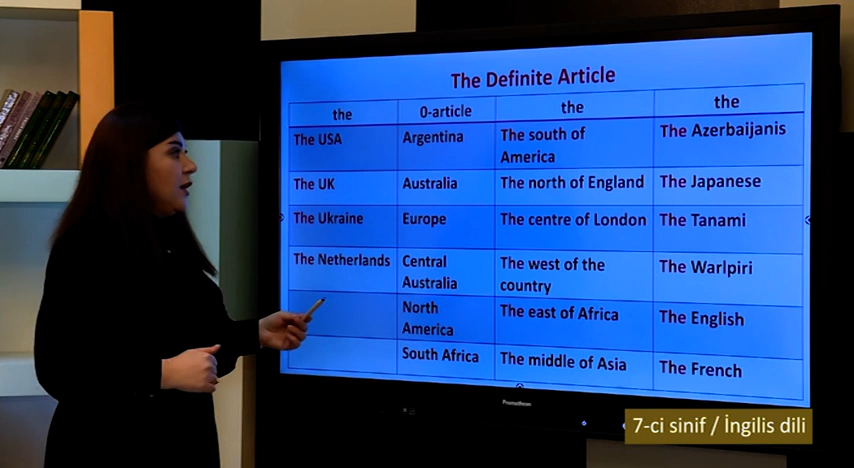 The Definite Article
the 0-article the the
The USA Argentina The south of America The Azerbaijanis
The UK Australia The north of England The Japanese
The Ukraine Europe The centre of London The Tanami
The Netherlands Central Australia The west of the country The Warlpiri
North America The east of Africa The English
South Africa The middle of Asia The French
Promethean
7-ci sinif / İngilis dili